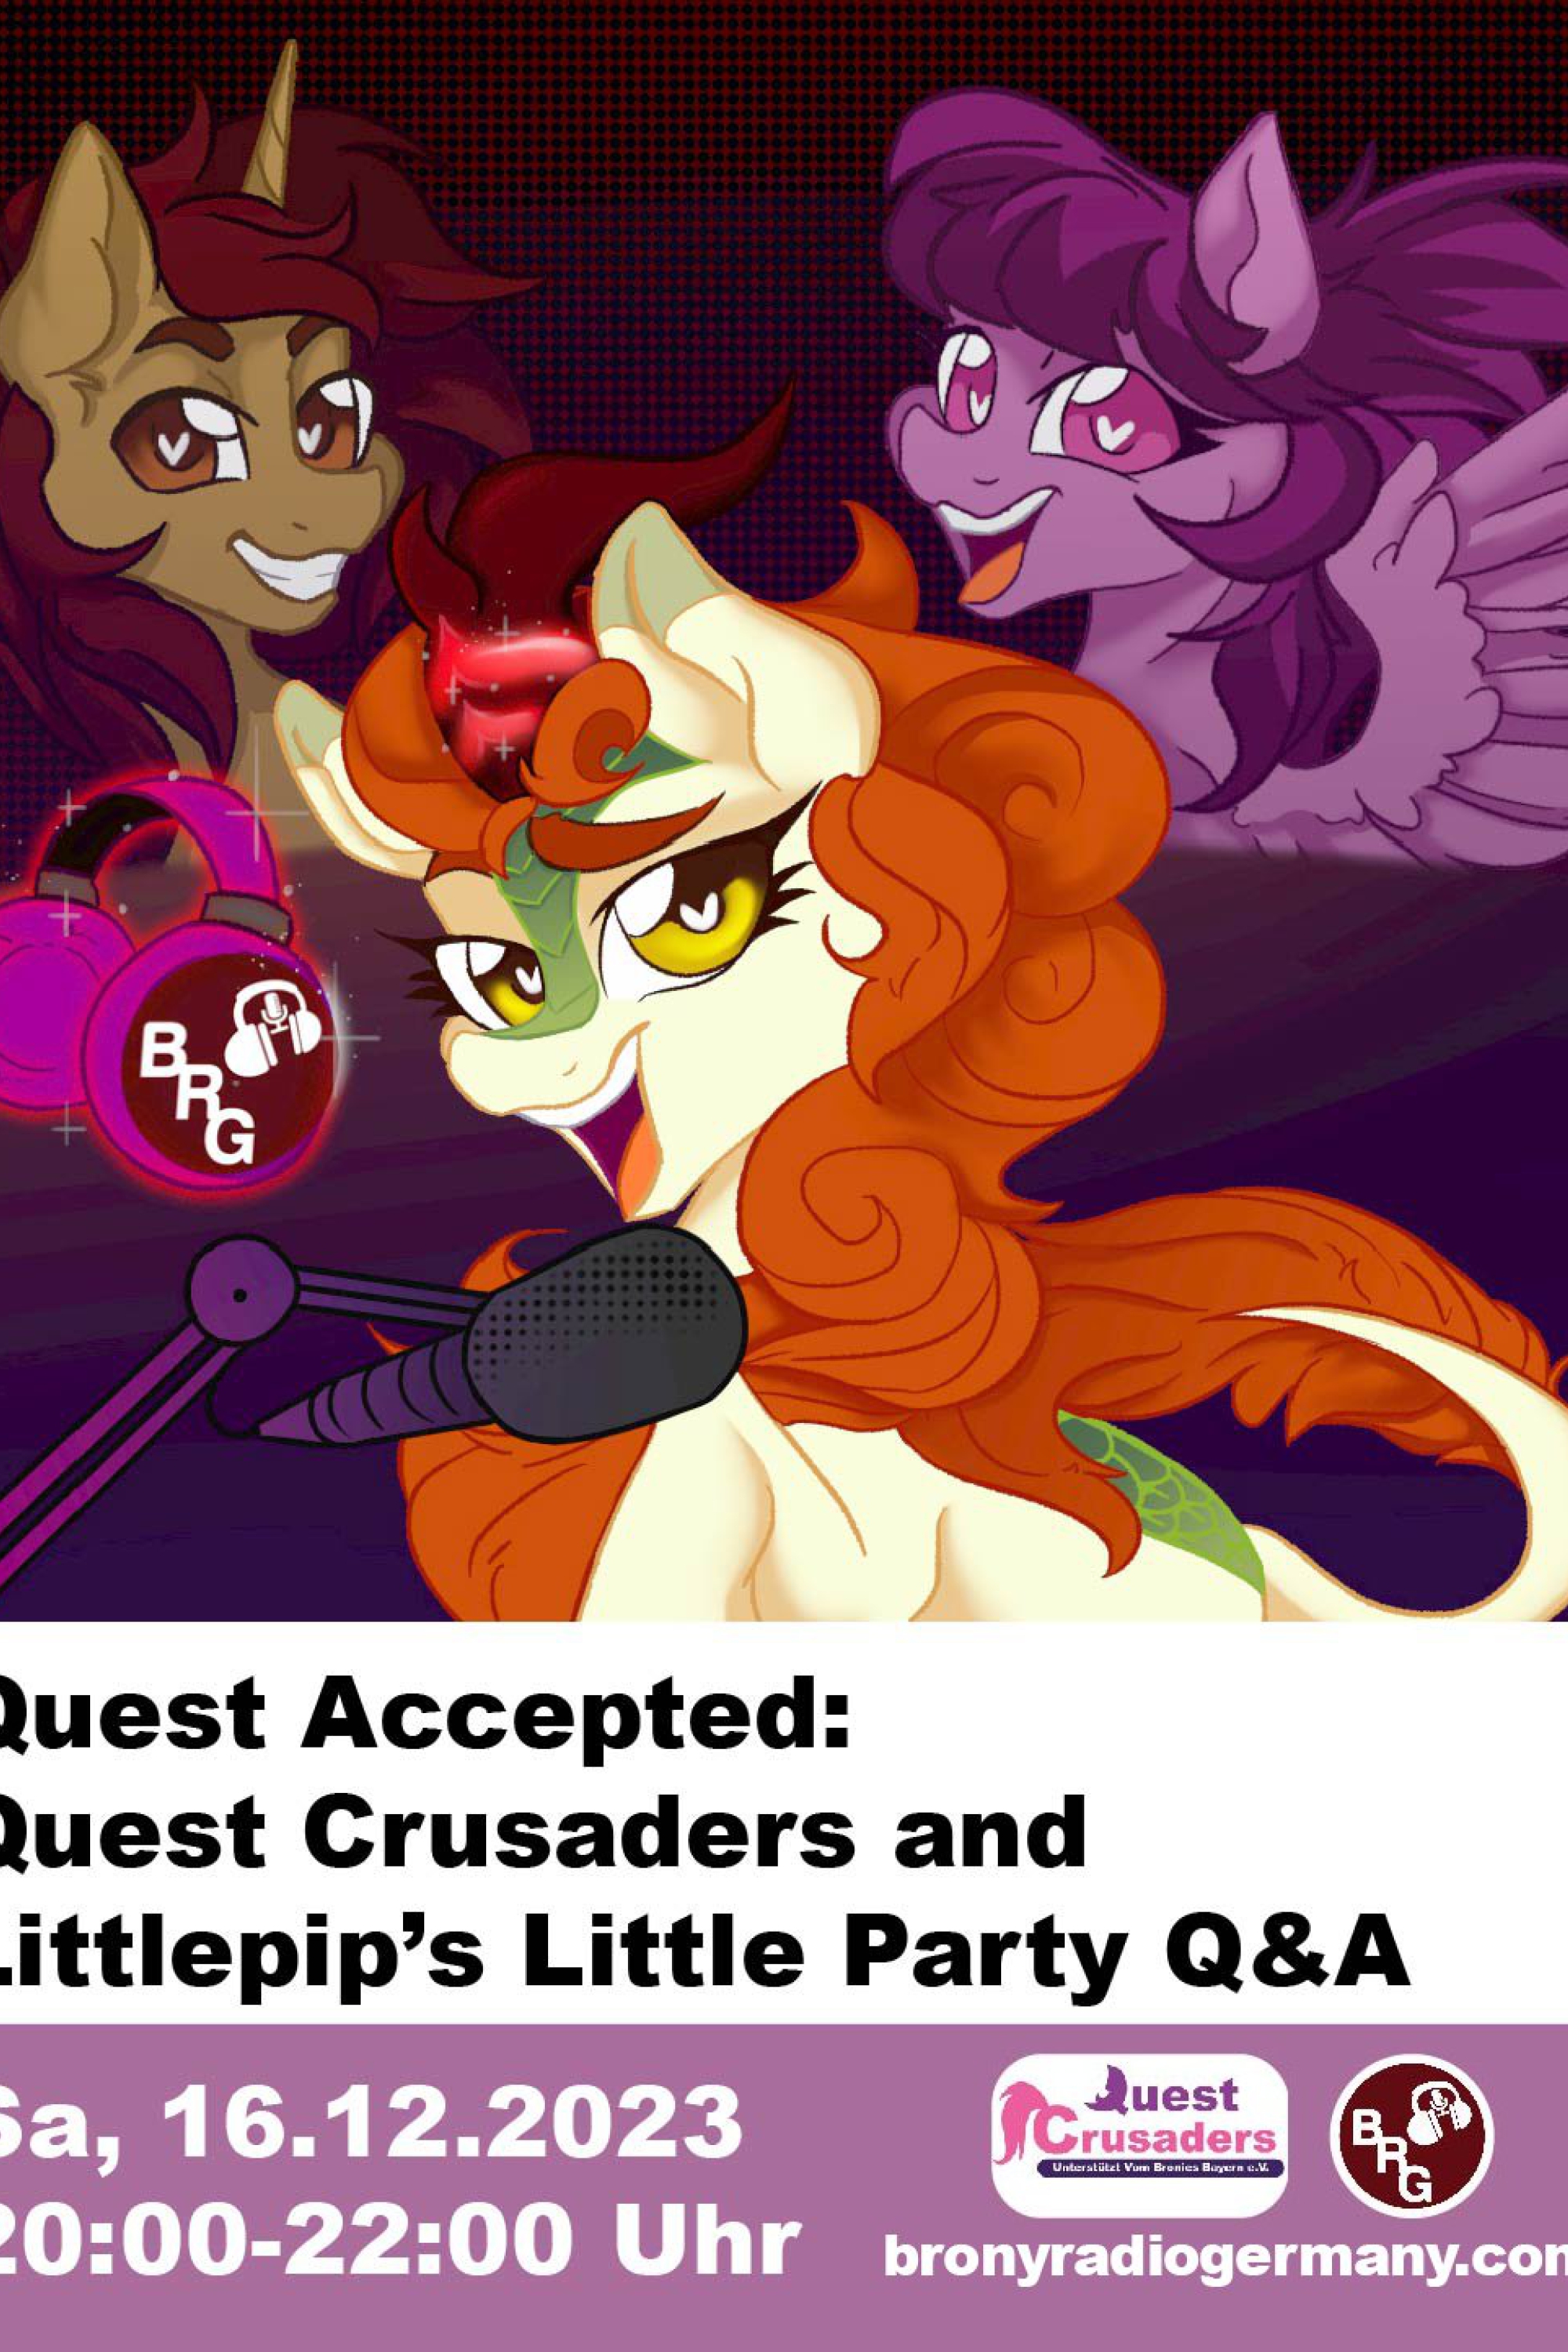 BRG
Quest Accepted:
Quest Crusaders and
Littlepip's Little Party Q&A
Sa, 16.12.2023
20:00-22:00 Uhr
Quest
Crusaders
Unterstützt Vom Bronies Bayern e.V.
BRG
bronyradiogermany.com